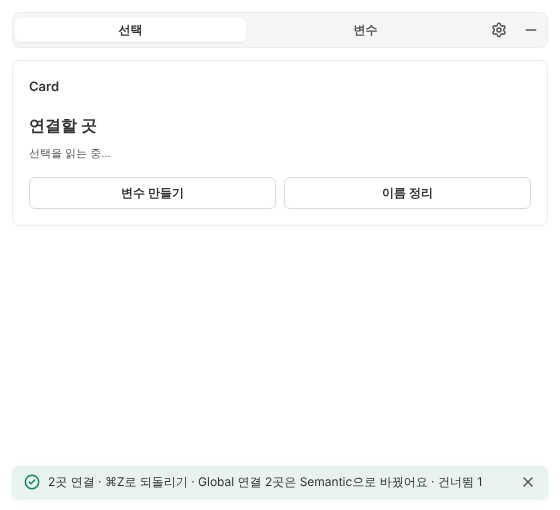 선택
변수
Card
연결할 곳
선택을 읽는 중...
변수 만들기
이름 정리
2곳 연결 · ⌘Z로 되돌리기 · Global 연결 2곳은 Semantic으로 바꿨어요 · 건너뜀 1